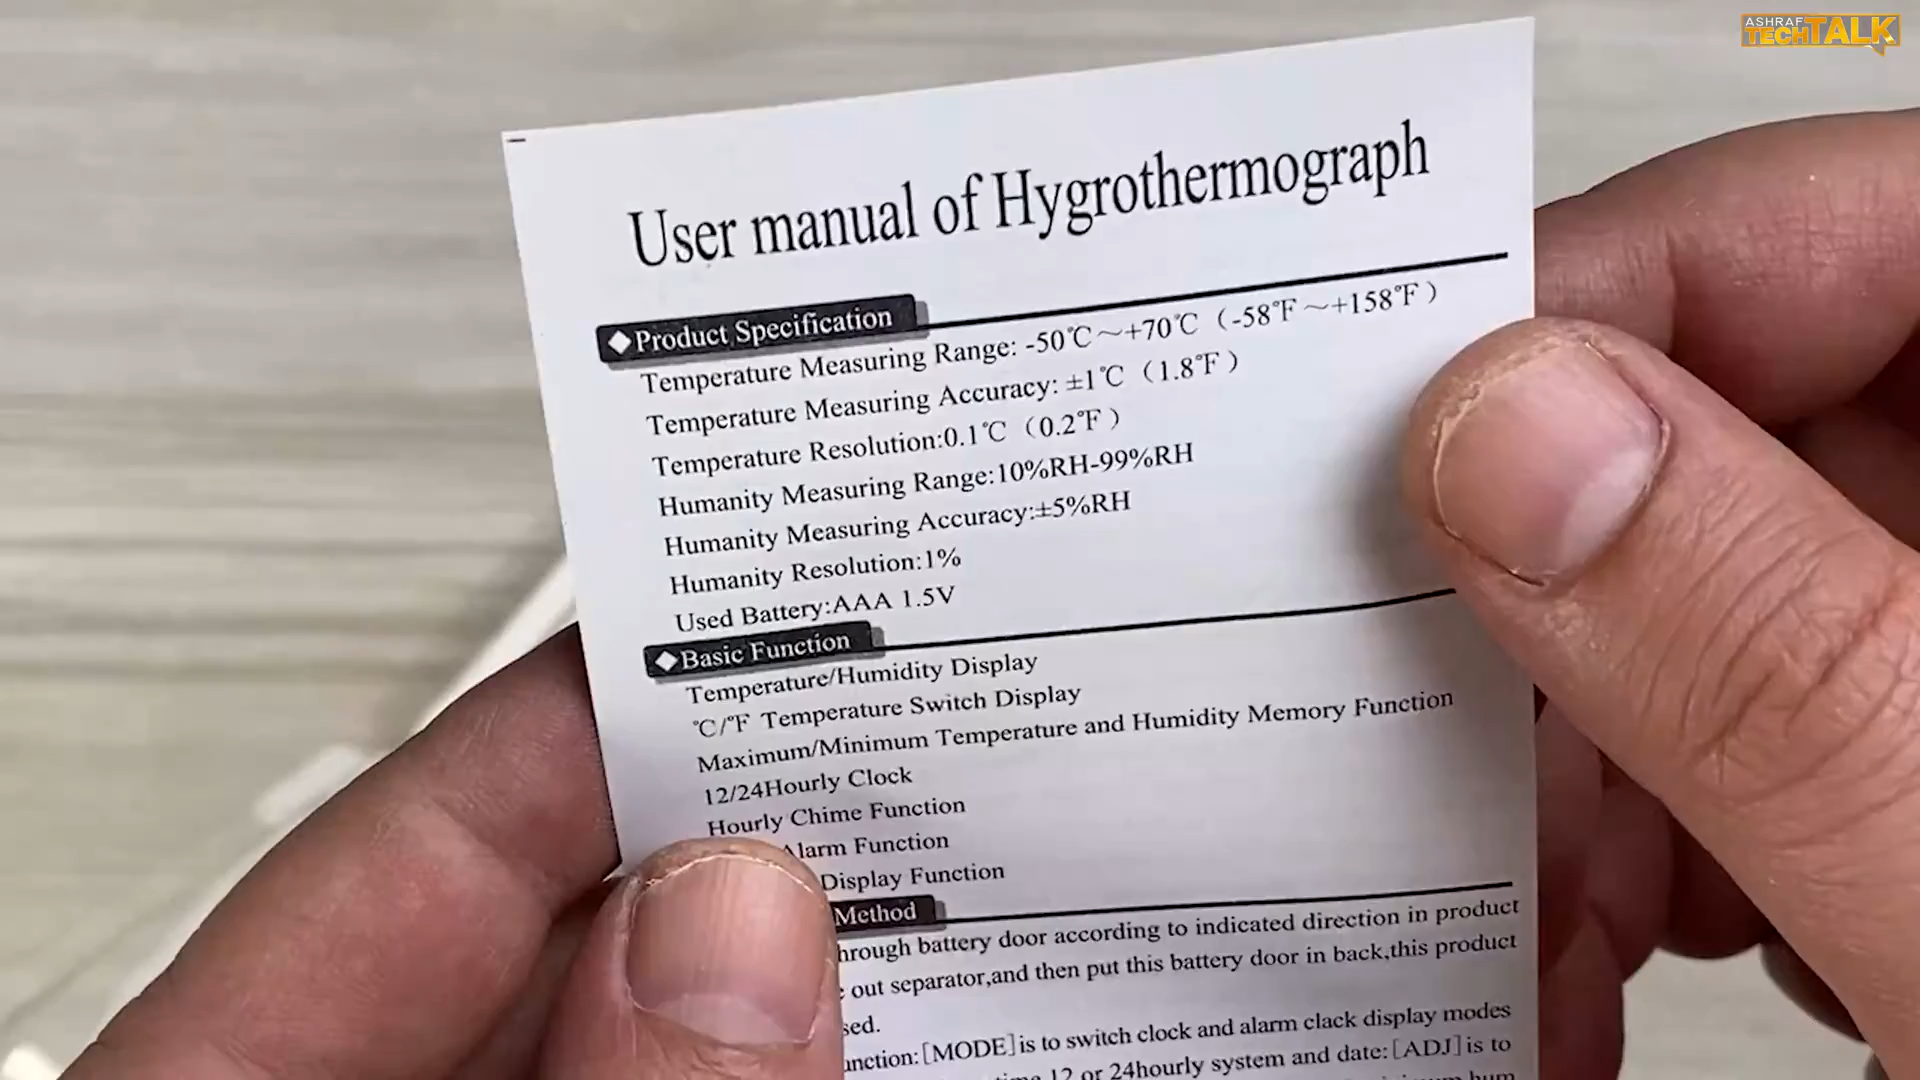 ASHRAF
TECHTALK
User manual of Hygrothermograph
◆Product Specification
Temperature Measuring Range: -50℃～+70℃（-58℉～+158℉）
Temperature Measuring Accuracy: ±1℃（1.8℉）
Temperature Resolution:0.1℃（0.2℉）
Humanity Measuring Range:10%RH-99%RH
Humanity Measuring Accuracy:±5%RH
Humanity Resolution:1%
Used Battery:AAA 1.5V
◆Basic Function
Temperature/Humidity Display
℃/℉ Temperature Switch Display
Maximum/Minimum Temperature and Humidity Memory Function
12/24Hourly Clock
Hourly Chime Function
Alarm Function
Display Function
Method
battery door according to indicated direction in product
out separator,and then put this battery door in back,this product
[MODE]is to switch clock and alarm clack display modes
12 or 24hourly system and date:[ADJ]is to